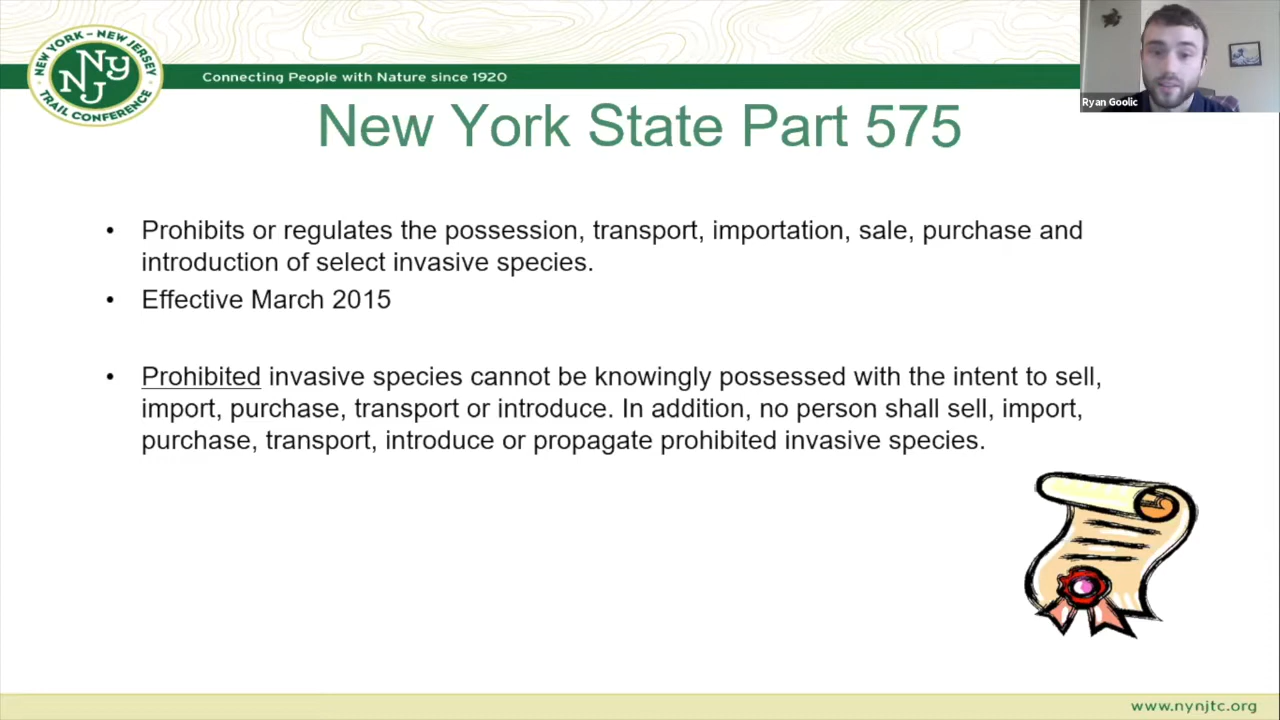 NEW YORK – NEW JERSEY
NY
NJ
TRAIL CONFERENCE
Connecting People with Nature since 1920
Ryan Goolic
New York State Part 575
• Prohibits or regulates the possession, transport, importation, sale, purchase and
introduction of select invasive species.
• Effective March 2015
• Prohibited invasive species cannot be knowingly possessed with the intent to sell,
import, purchase, transport or introduce. In addition, no person shall sell, import,
purchase, transport, introduce or propagate prohibited invasive species.
www.nynjtc.org